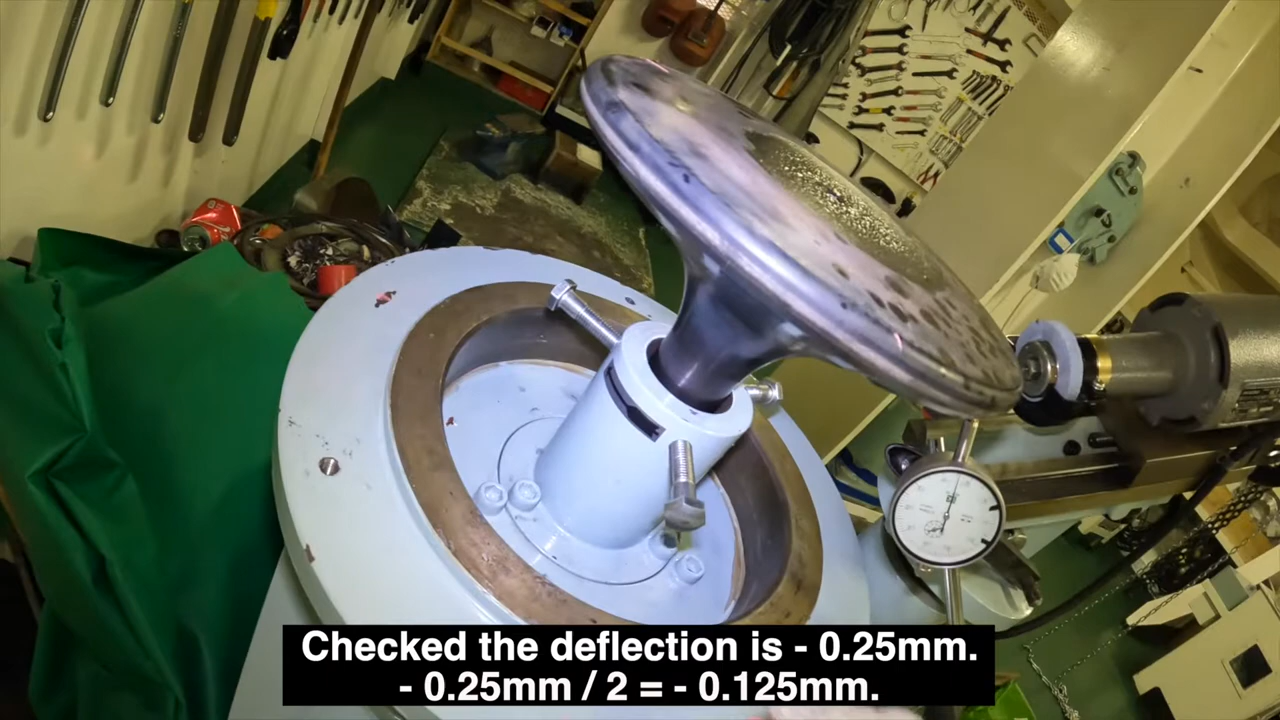 Checked the deflection is - 0.25mm.
- 0.25mm / 2 = - 0.125mm.